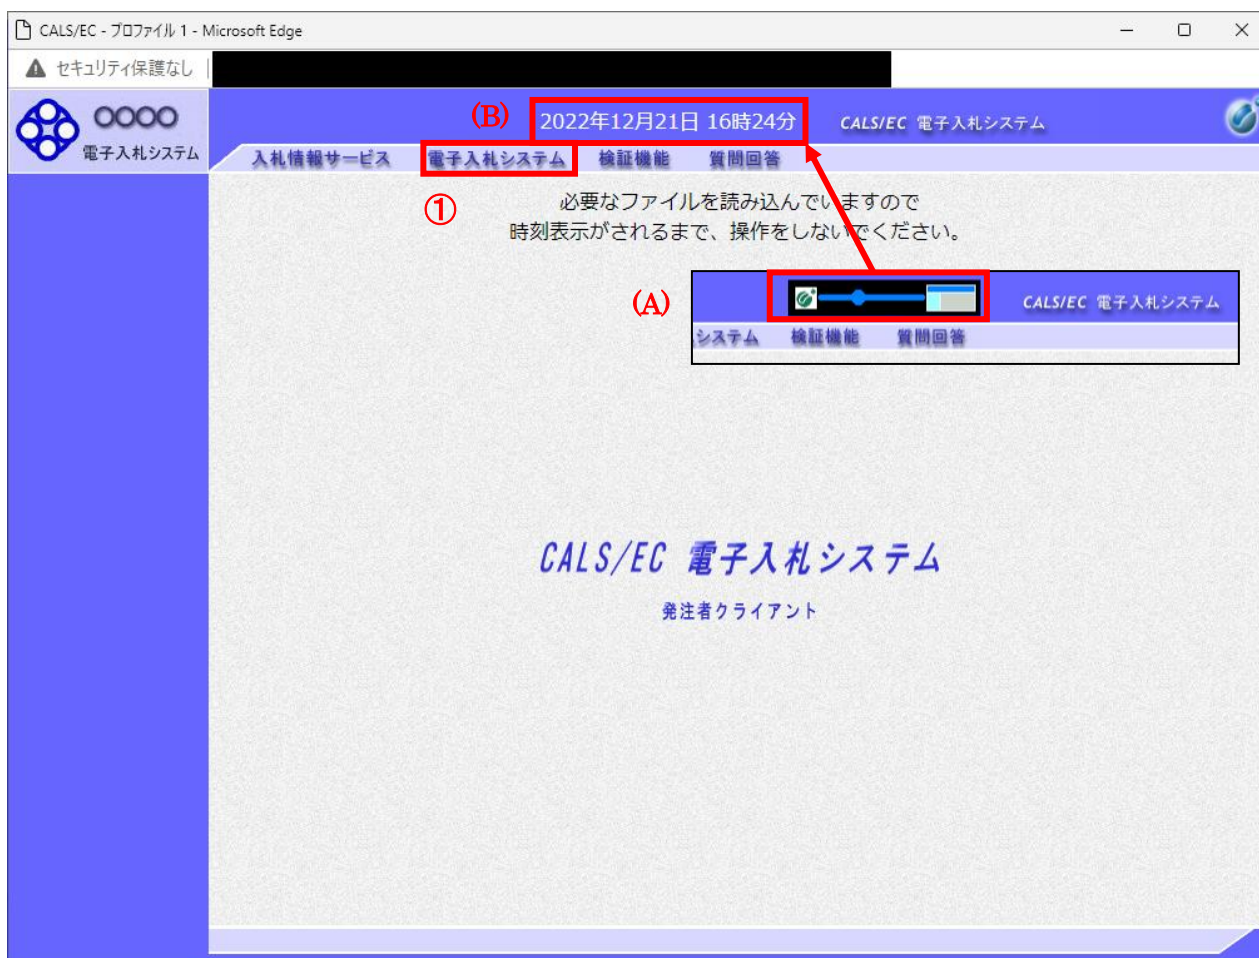 CALS/EC - プロファイル 1 - Microsoft Edge
セキュリティ保護なし
〇〇〇〇
電子入札システム
(B) 2022年12月21日 16時24分 CALS/EC 電子入札システム
入札情報サービス 電子入札システム 検証機能 質問回答
①
必要なファイルを読み込んでいますので
時刻表示がされるまで、操作をしないでください。
(A)
CALS/EC 電子入札システム
システム 検証機能 質問回答
CALS/EC 電子入札システム
発注者クライアント